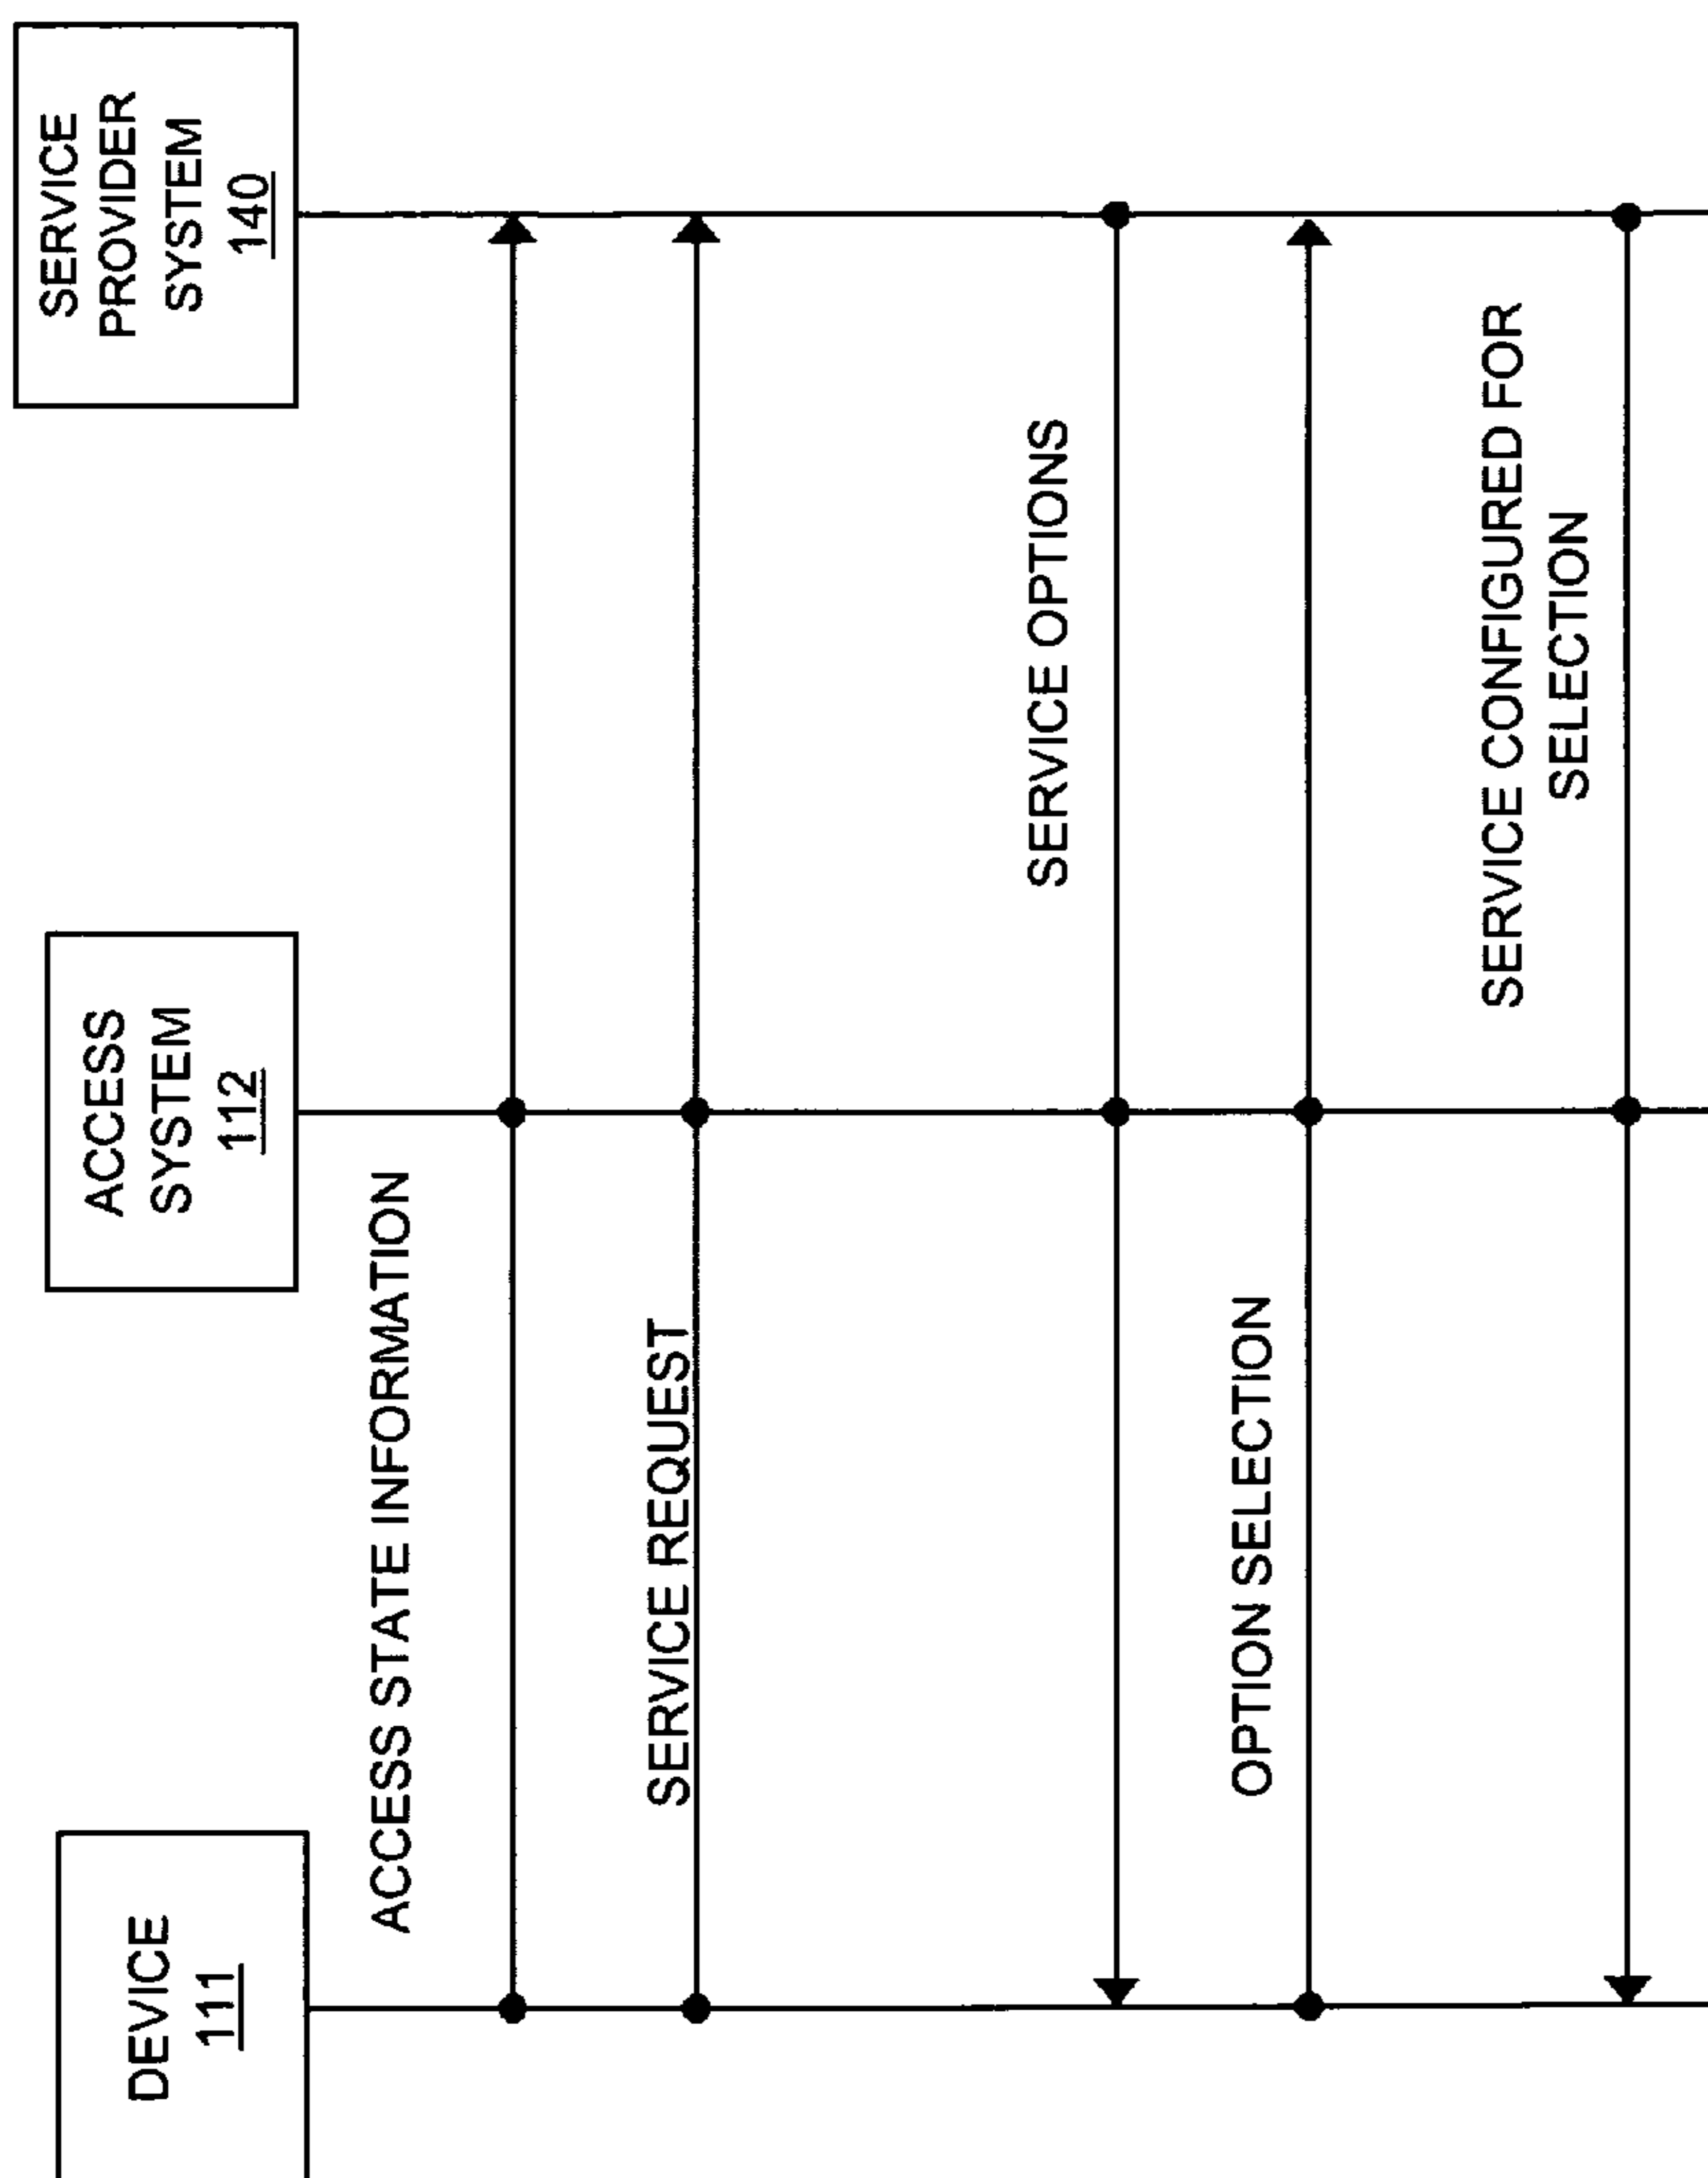 DEVICE
111
ACCESS
SYSTEM
112
SERVICE
PROVIDER
SYSTEM
140
ACCESS STATE INFORMATION
SERVICE REQUEST
SERVICE OPTIONS
OPTION SELECTION
SERVICE CONFIGURED FOR
SELECTION